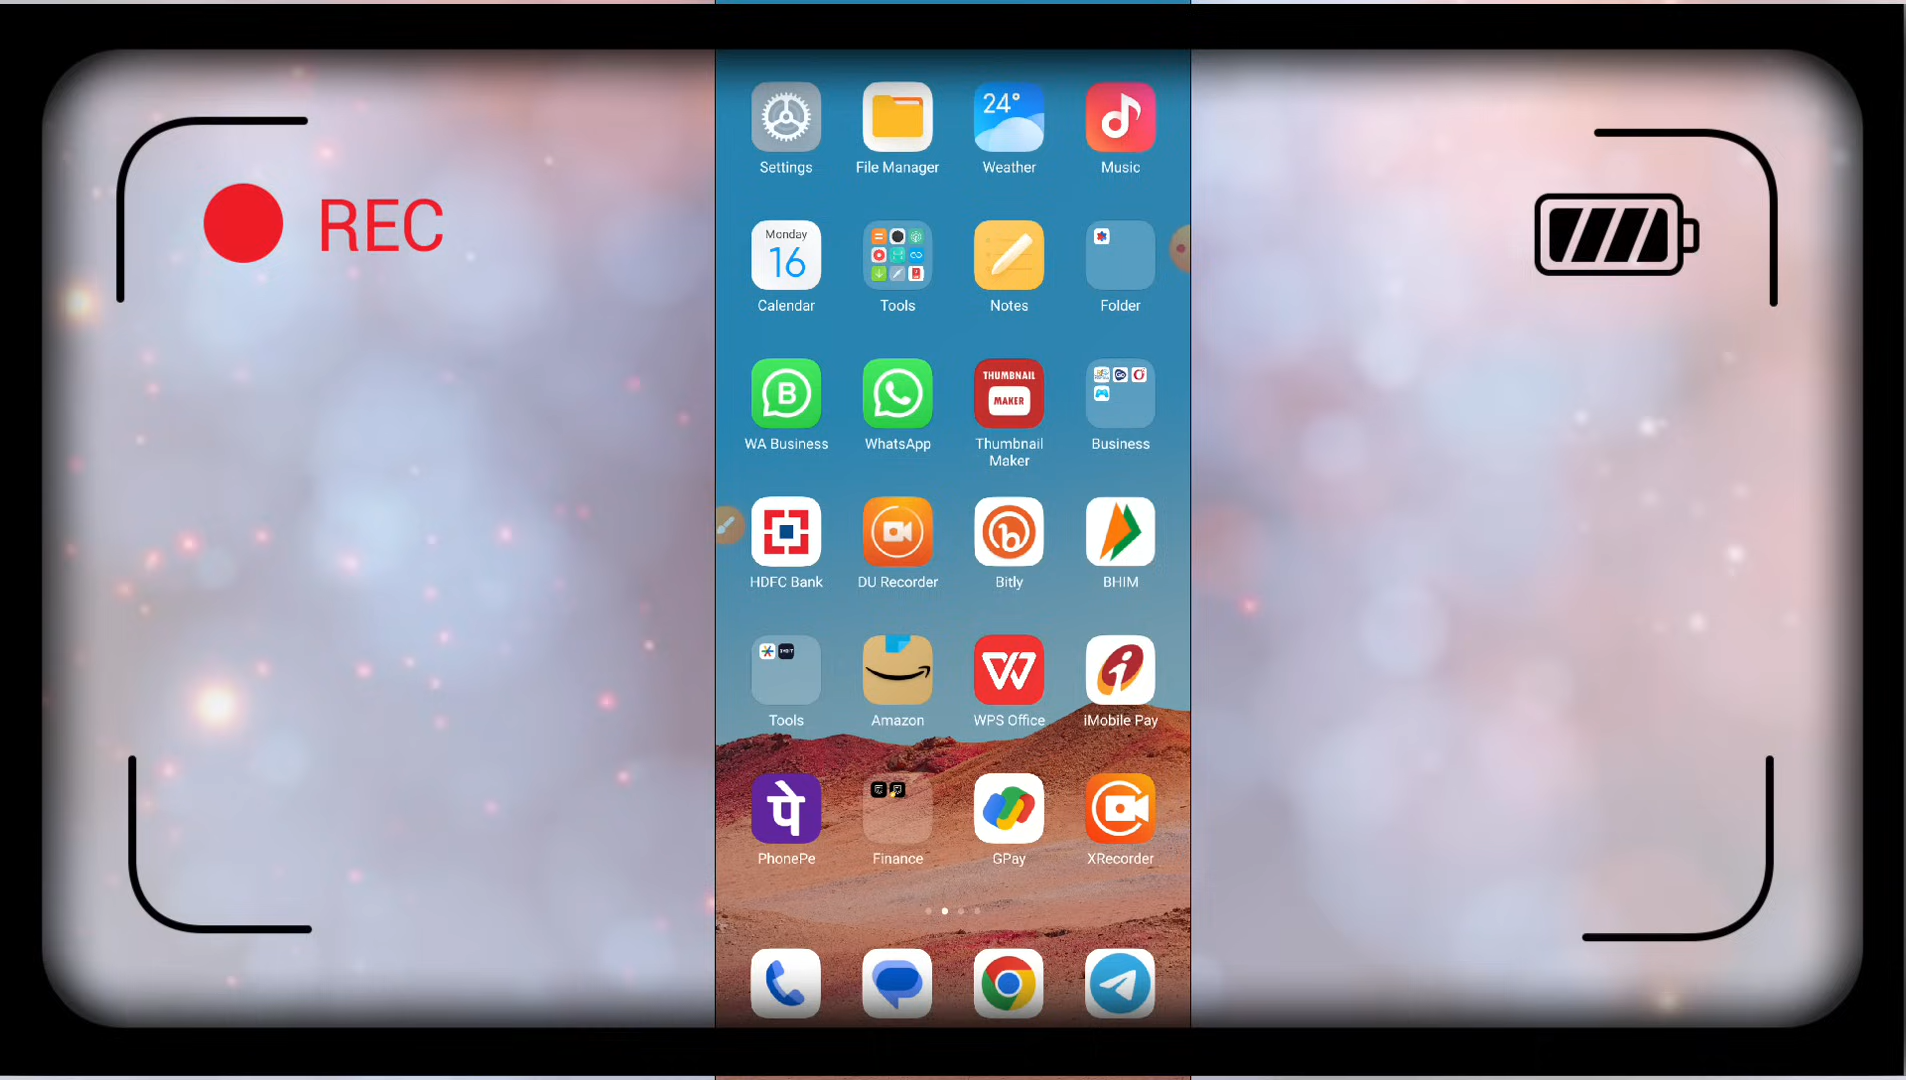 REC
24°
Settings
File Manager
Weather
Music
Monday
16
Calendar
Tools
Notes
Folder
B
THUMBNAIL
MAKER
WA Business
WhatsApp
Thumbnail
Maker
Business
HDFC Bank
DU Recorder
Bitly
BHIM
Tools
Amazon
WPS Office
iMobile Pay
पे
PhonePe
Finance
GPay
XRecorder